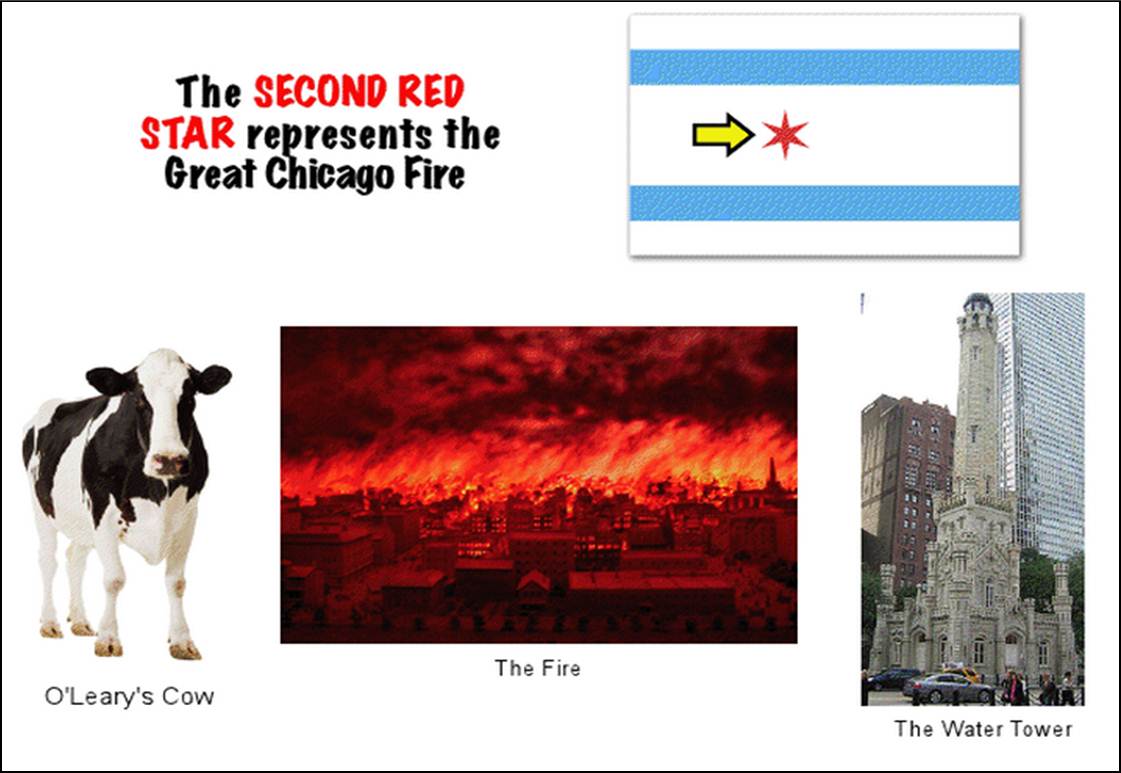 The SECOND RED
STAR represents the
Great Chicago Fire
O'Leary's Cow
The Fire
The Water Tower